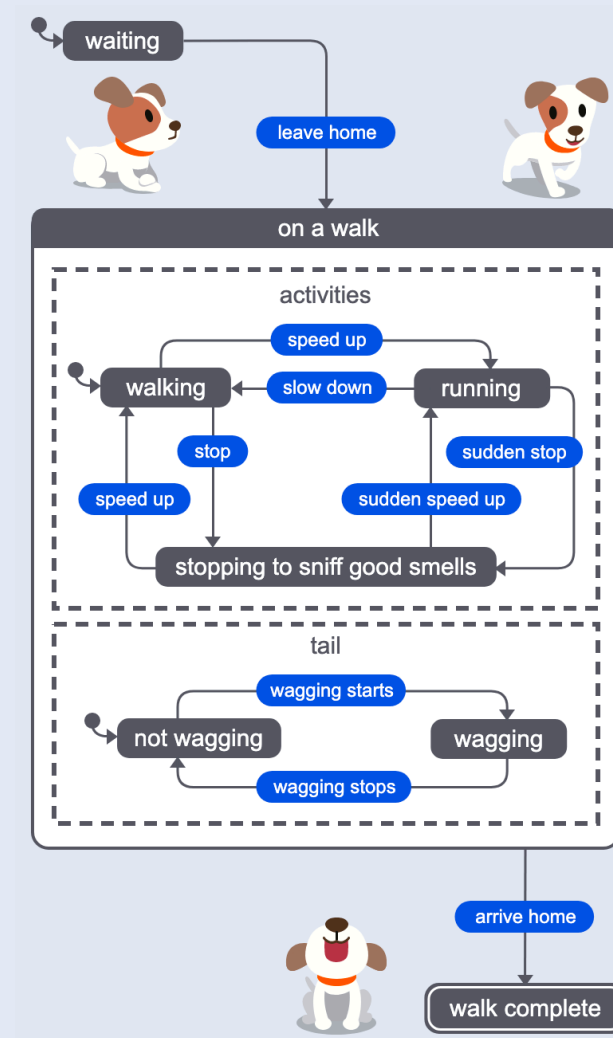 waiting
leave home
on a walk
activities
speed up
walking
slow down
running
stop
sudden stop
speed up
sudden speed up
stopping to sniff good smells
tail
wagging starts
not wagging
wagging
wagging stops
arrive home
walk complete